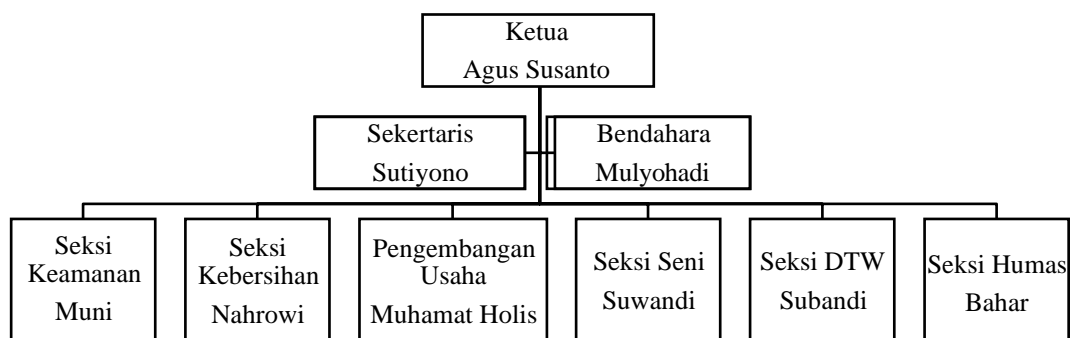 Ketua
Agus Susanto
Sekertaris
Sutiyono
Bendahara
Mulyohadi
Seksi
Keamanan
Muni
Seksi
Kebersihan
Nahrowi
Pengembangan
Usaha
Muhamat Holis
Seksi Seni
Suwandi
Seksi DTW
Subandi
Seksi Humas
Bahar